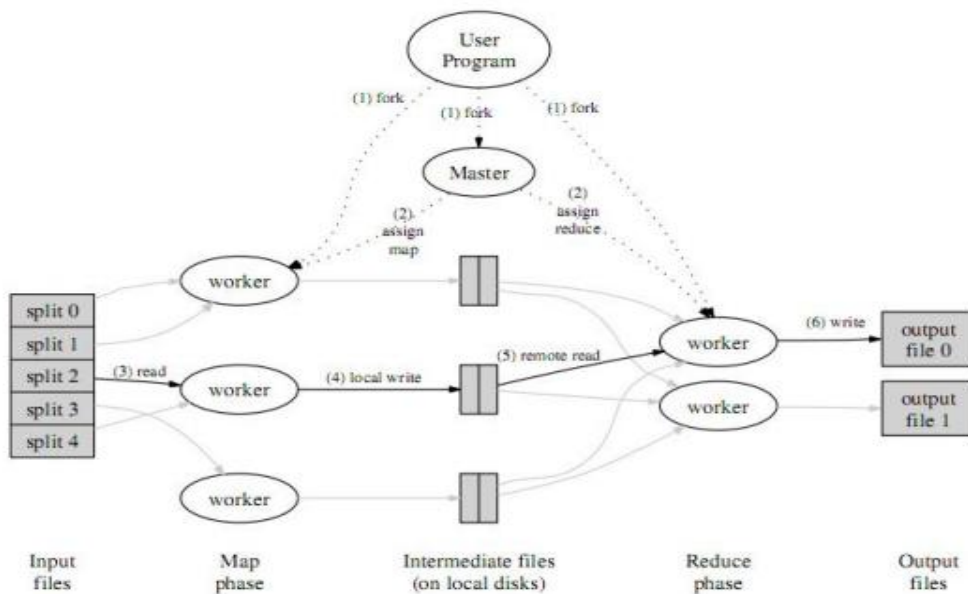 User
Program
(1) fork
(1) fork
(1) fork
Master
(2)
assign
map
(2)
assign
reduce
worker
split 0
split 1
split 2
split 3
split 4
(3) read
worker
(4) local write
(5) remote read
worker
(6) write
output
file 0
worker
output
file 1
worker
Input
files
Map
phase
Intermediate files
(on local disks)
Reduce
phase
Output
files